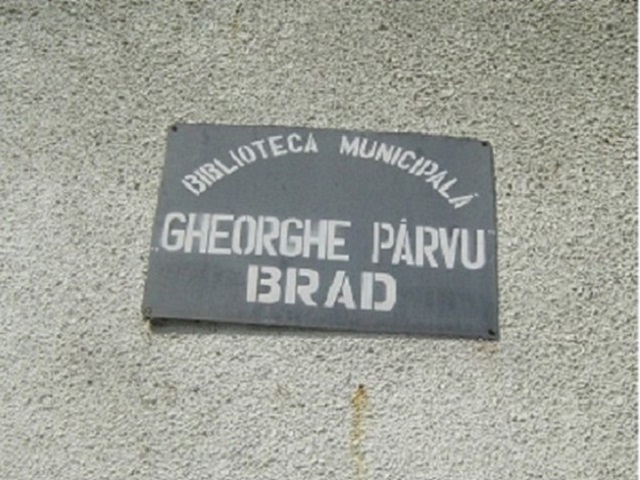 BIBLIOTECA MUNICIPALĂ
„GHEORGHE PÂRVU"
BRAD